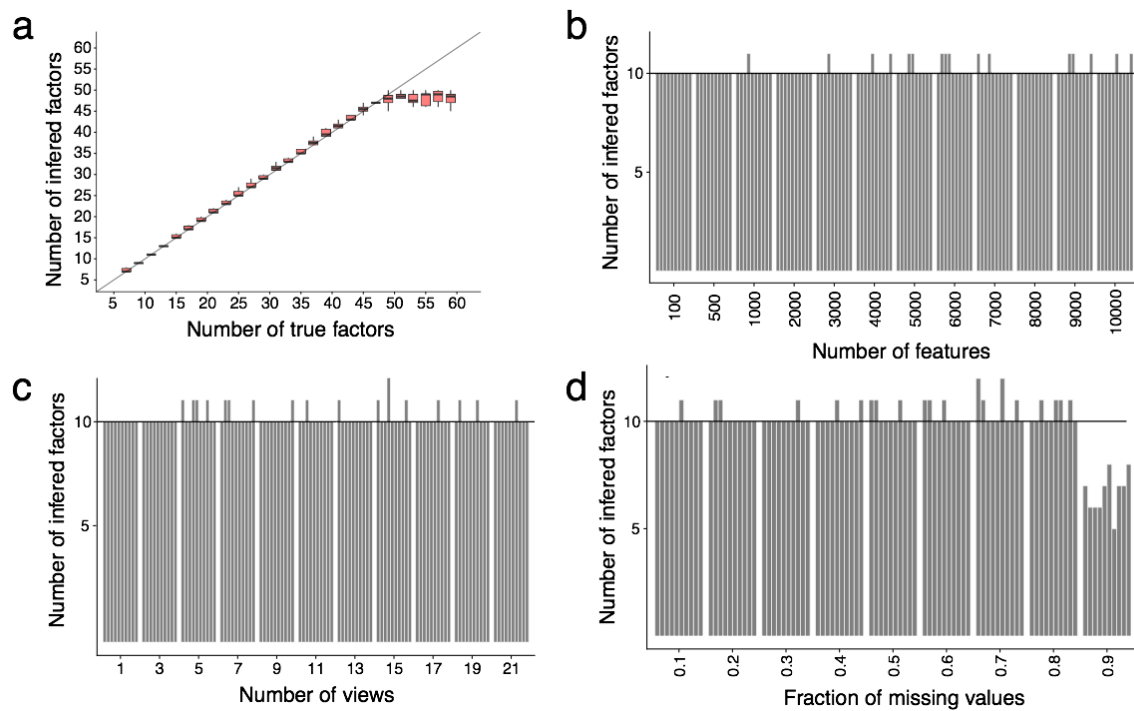 a
Number of infered factors
60
55
50
45
40
35
30
25
20
15
10
5
5 10 15 20 25 30 35 40 45 50 55 60
Number of true factors
b
Number of infered factors
10
5
100 500 1000 2000 3000 4000 5000 6000 7000 8000 9000 10000
Number of features
c
Number of infered factors
10
5
1 3 5 7 9 11 13 15 17 19 21
Number of views
d
Number of infered factors
10
5
0.1 0.2 0.3 0.4 0.5 0.6 0.7 0.8 0.9
Fraction of missing values